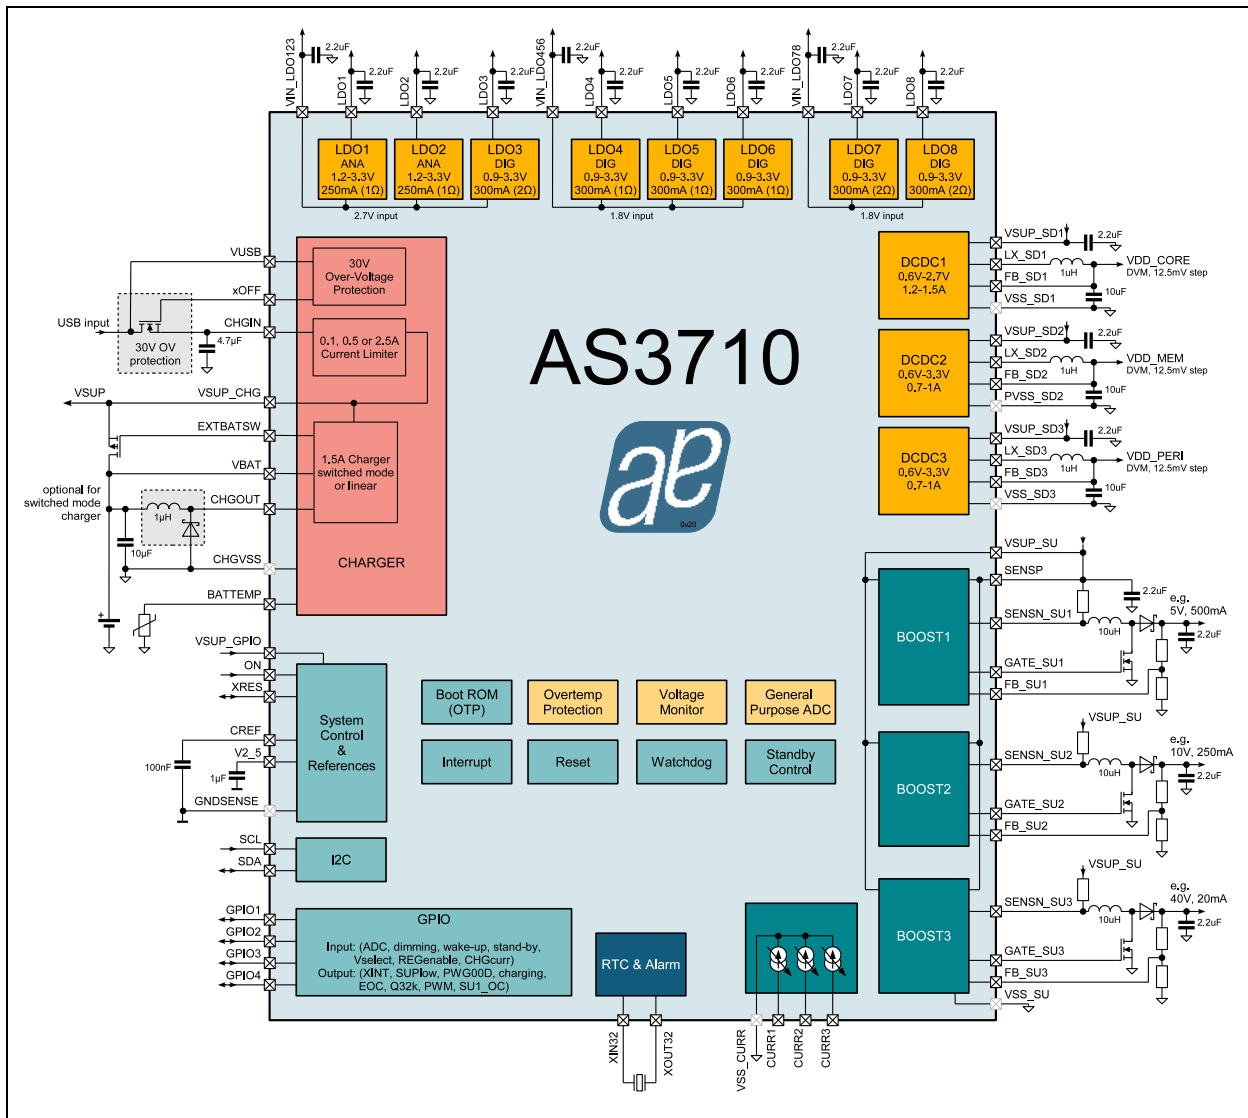 VIN_LDO123
2.2uF
LDO1
2.2uF
LDO2
2.2uF
LDO3
2.2uF
VIN_LDO456
2.2uF
LDO4
2.2uF
LDO5
2.2uF
LDO6
2.2uF
VIN_LDO78
2.2uF
LDO7
2.2uF
LDO8
2.2uF
LDO1
ANA
1.2-3.3V
250mA (1Ω)
LDO2
ANA
1.2-3.3V
250mA (1Ω)
LDO3
DIG
0.9-3.3V
300mA (2Ω)
LDO4
DIG
0.9-3.3V
300mA (1Ω)
LDO5
DIG
0.9-3.3V
300mA (1Ω)
LDO6
DIG
0.9-3.3V
300mA (1Ω)
LDO7
DIG
0.9-3.3V
300mA (2Ω)
LDO8
DIG
0.9-3.3V
300mA (2Ω)
2.7V input
1.8V input
1.8V input
VUSB
xOFF
USB input
CHGIN
30V OV
protection
4.7µF
VSUP
VSUP_CHG
EXTBATSW
VBAT
optional for
switched mode
charger
CHGOUT
1µH
10µF
CHGVSS
BATTEMP
+
30V
Over-Voltage
Protection
0.1, 0.5 or 2.5A
Current Limiter
1.5A Charger
switched mode
or linear
CHARGER
AS3710
ae
0v20
DCDC1
0.6V-2.7V
1.2-1.5A
VSUP_SD1
2.2uF
LX_SD1
1uH
VDD_CORE
DVM, 12.5mV step
FB_SD1
10uF
VSS_SD1
DCDC2
0.6V-3.3V
0.7-1A
VSUP_SD2
2.2uF
LX_SD2
1uH
VDD_MEM
DVM, 12.5mV step
FB_SD2
10uF
PVSS_SD2
DCDC3
0.6V-3.3V
0.7-1A
VSUP_SD3
2.2uF
LX_SD3
1uH
VDD_PERI
DVM, 12.5mV step
FB_SD3
10uF
VSS_SD3
VSUP_SU
SENSP
2.2uF
BOOST1
SENSN_SU1
10uH
e.g.
5V, 500mA
2.2uF
GATE_SU1
FB_SU1
VSUP_SU
BOOST2
SENSN_SU2
10uH
e.g.
10V, 250mA
2.2uF
GATE_SU2
FB_SU2
VSUP_SU
BOOST3
SENSN_SU3
10uH
e.g.
40V, 20mA
2.2uF
GATE_SU3
FB_SU3
VSS_SU
VSUP_GPIO
ON
XRES
CREF
V2_5
100nF
1µF
GNDSENSE
System
Control
&
References
Boot ROM
(OTP)
Overtemp
Protection
Voltage
Monitor
General
Purpose ADC
Interrupt
Reset
Watchdog
Standby
Control
SCL
SDA
I2C
GPIO1
GPIO2
GPIO3
GPIO4
GPIO
Input: (ADC, dimming, wake-up, stand-by,
Vselect, REGenable, CHGcurr)
Output: (XINT, SUPlow, PWG00D, charging,
EOC, Q32k, PWM, SU1_OC)
RTC & Alarm
XIN32
XOUT32
VSS_CURR
CURR1
CURR2
CURR3